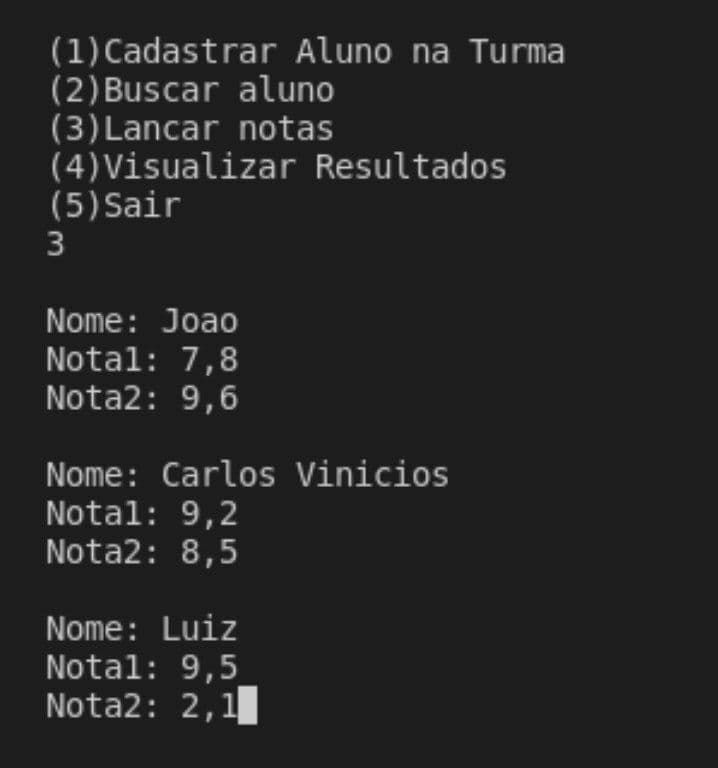 (1)Cadastrar Aluno na Turma
(2)Buscar aluno
(3)Lancar notas
(4)Visualizar Resultados
(5)Sair
3
Nome: Joao
Nota1: 7,8
Nota2: 9,6
Nome: Carlos Vinicios
Nota1: 9,2
Nota2: 8,5
Nome: Luiz
Nota1: 9,5
Nota2: 2,1